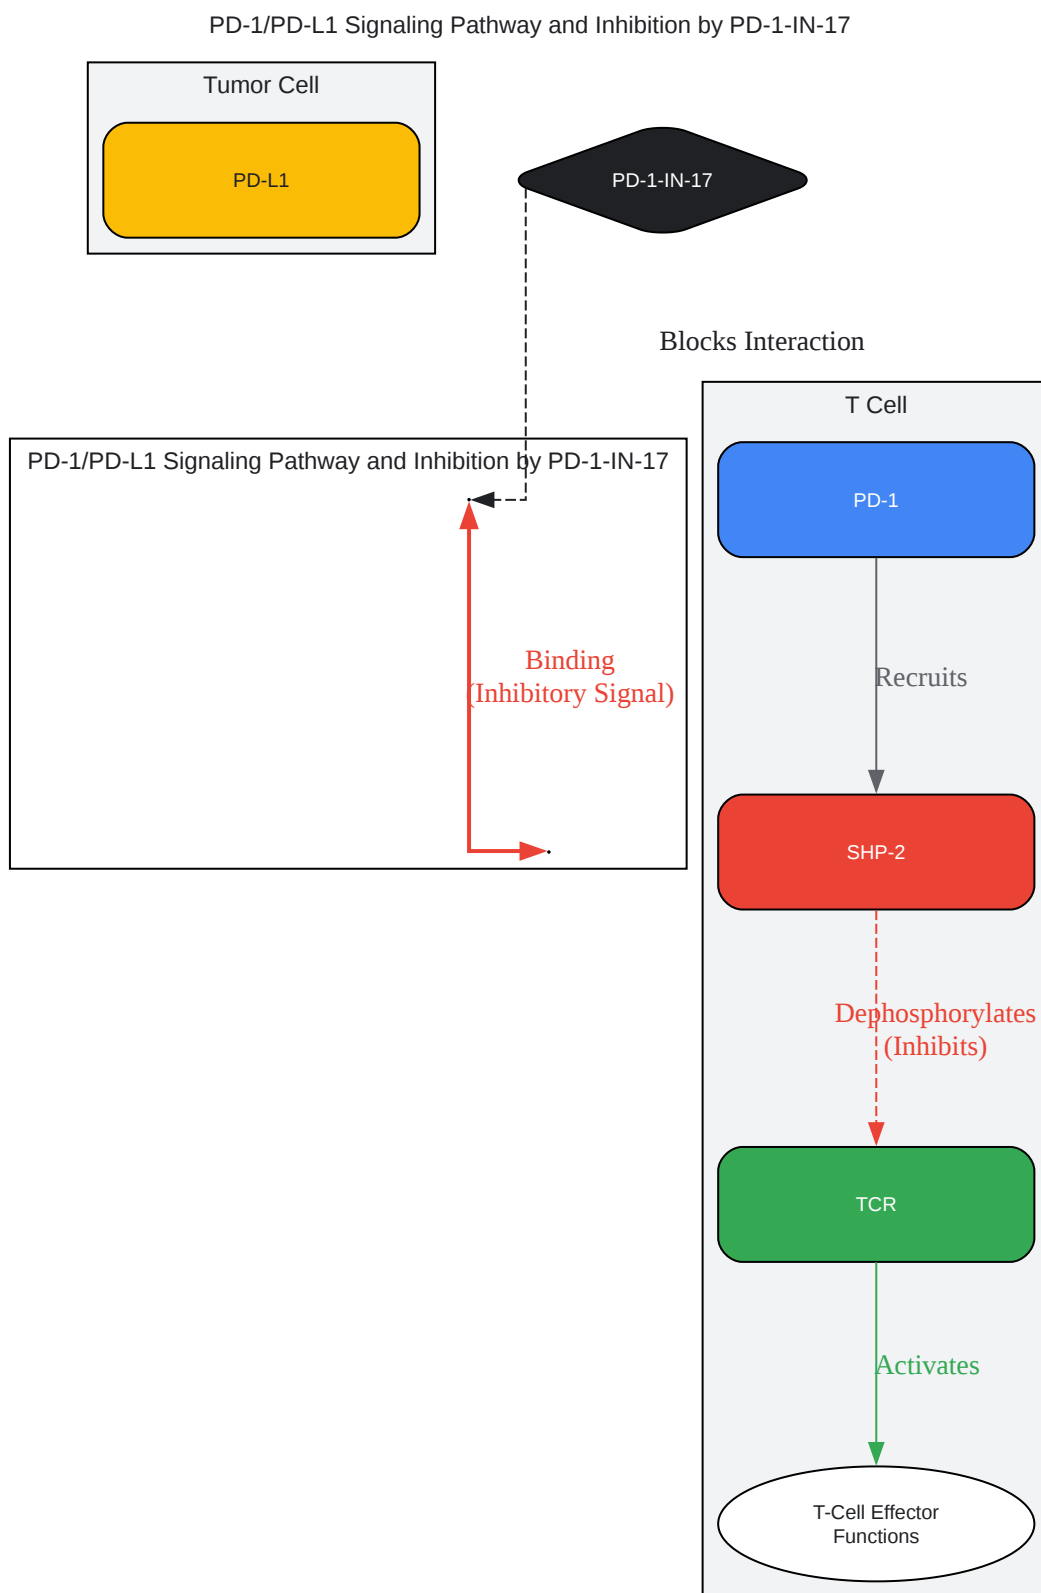 PD-1/PD-L1 Signaling Pathway and Inhibition by PD-1-IN-17
Tumor Cell
PD-L1
PD-1-IN-17
Blocks Interaction
T Cell
PD-1/PD-L1 Signaling Pathway and Inhibition by PD-1-IN-17
PD-1
Binding
(Inhibitory Signal)
Recruits
SHP-2
Dephosphorylates
(Inhibits)
TCR
Activates
T-Cell Effector
Functions